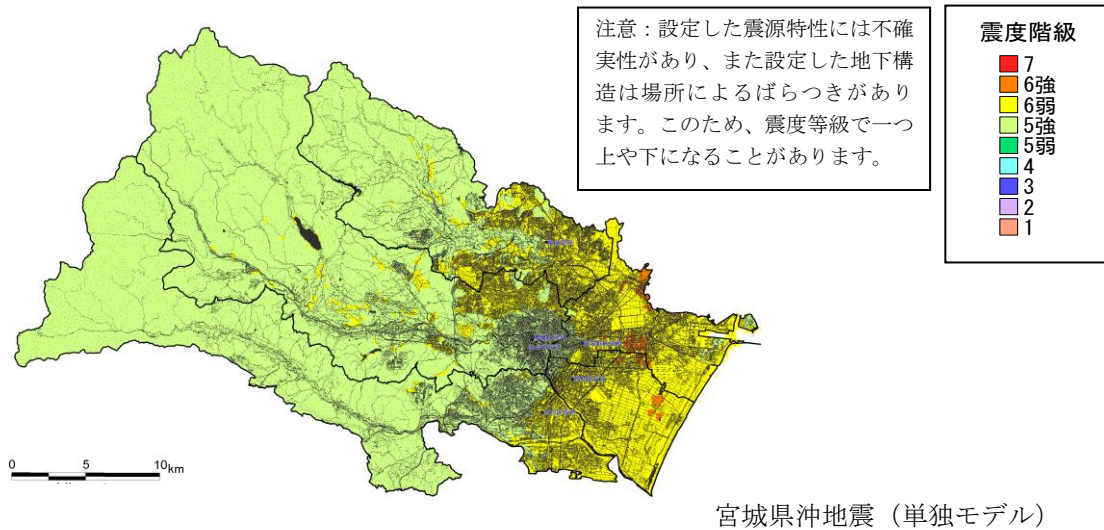 注意：設定した震源特性には不確
実性があり、また設定した地下構
造は場所によるばらつきがあり
ます。このため、震度等級で一つ
上や下になることがあります。
震度階級
7
6強
6弱
5強
5弱
4
3
2
1
0 5 10km
宮城県沖地震（単独モデル）